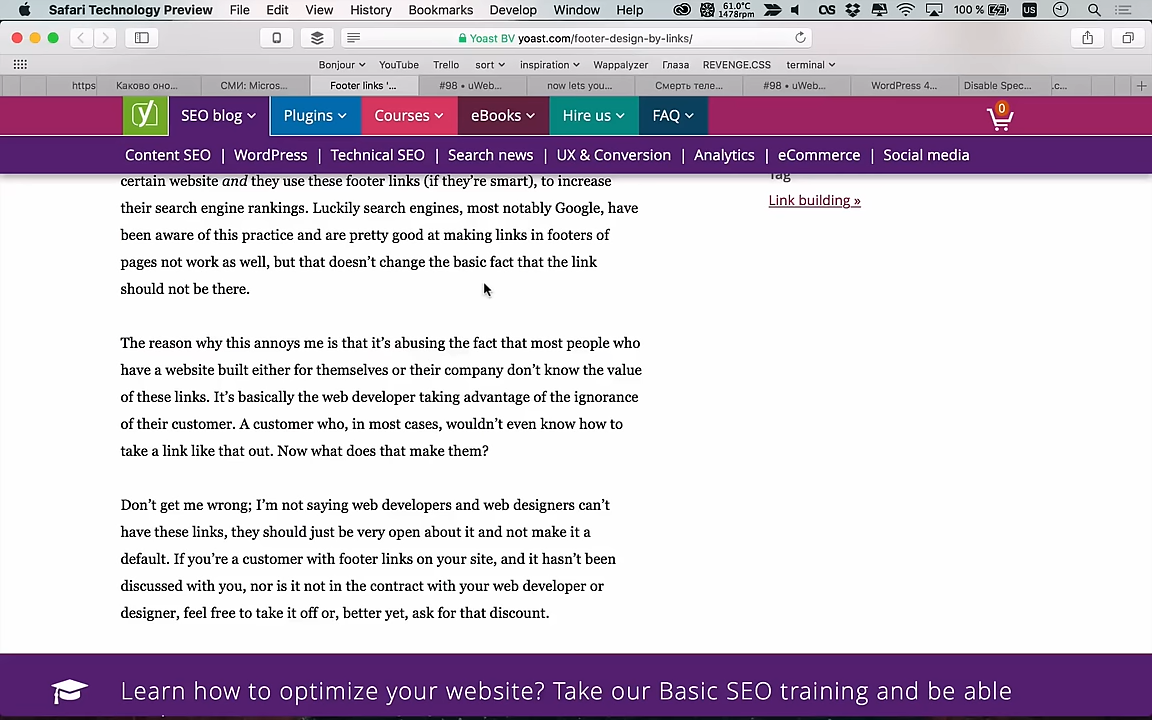 Safari Technology Preview File Edit View History Bookmarks Develop Window Help 61.0°C 1478rpm 100 % US
Yoast BV yoast.com/footer-design-by-links/
Bonjour YouTube Trello sort inspiration Wappalyzer Глаза REVENGE.CSS terminal
https Каково оно... СМИ: Micros... Footer links '... #98 • uWeb... now lets you... Смерть теле... #98 • uWeb... WordPress 4... Disable Spec... .c...
SEO blog Plugins Courses eBooks Hire us FAQ 0
Content SEO | WordPress | Technical SEO | Search news | UX & Conversion | Analytics | eCommerce | Social media
certain website and they use these footer links (if they're smart), to increase
their search engine rankings. Luckily search engines, most notably Google, have
been aware of this practice and are pretty good at making links in footers of
pages not work as well, but that doesn't change the basic fact that the link
should not be there.
The reason why this annoys me is that it's abusing the fact that most people who
have a website built either for themselves or their company don't know the value
of these links. It's basically the web developer taking advantage of the ignorance
of their customer. A customer who, in most cases, wouldn't even know how to
take a link like that out. Now what does that make them?
Don't get me wrong; I'm not saying web developers and web designers can't
have these links, they should just be very open about it and not make it a
default. If you're a customer with footer links on your site, and it hasn't been
discussed with you, nor is it not in the contract with your web developer or
designer, feel free to take it off or, better yet, ask for that discount.
Tag
Link building »
Learn how to optimize your website? Take our Basic SEO training and be able